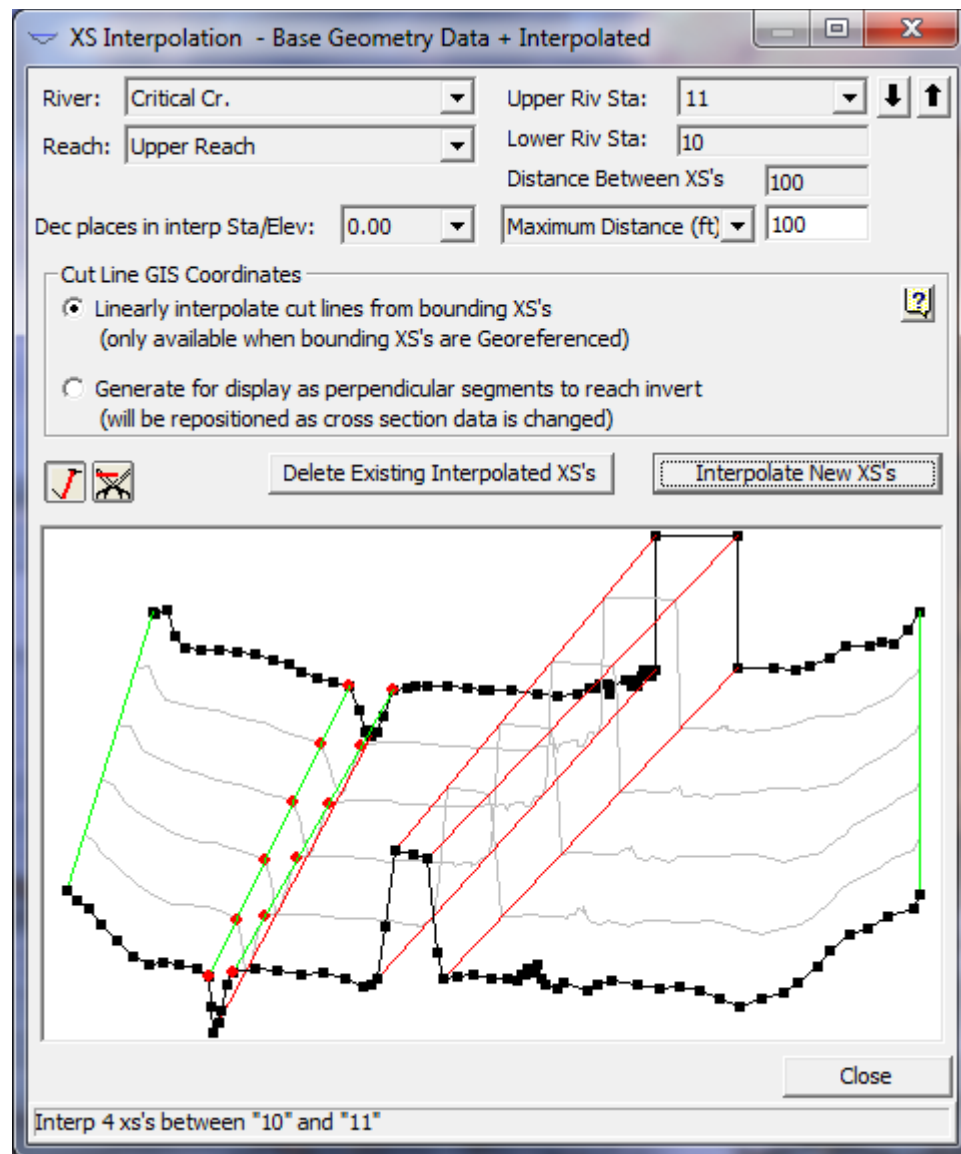 XS Interpolation - Base Geometry Data + Interpolated
River: Critical Cr. Upper Riv Sta: 11
Reach: Upper Reach Lower Riv Sta: 10
Distance Between XS's 100
Dec places in interp Sta/Elev: 0.00 Maximum Distance (ft) 100
Cut Line GIS Coordinates
Linearly interpolate cut lines from bounding XS's
(only available when bounding XS's are Georeferenced)
Generate for display as perpendicular segments to reach invert
(will be repositioned as cross section data is changed)
Delete Existing Interpolated XS's Interpolate New XS's
Close
Interp 4 xs's between "10" and "11"